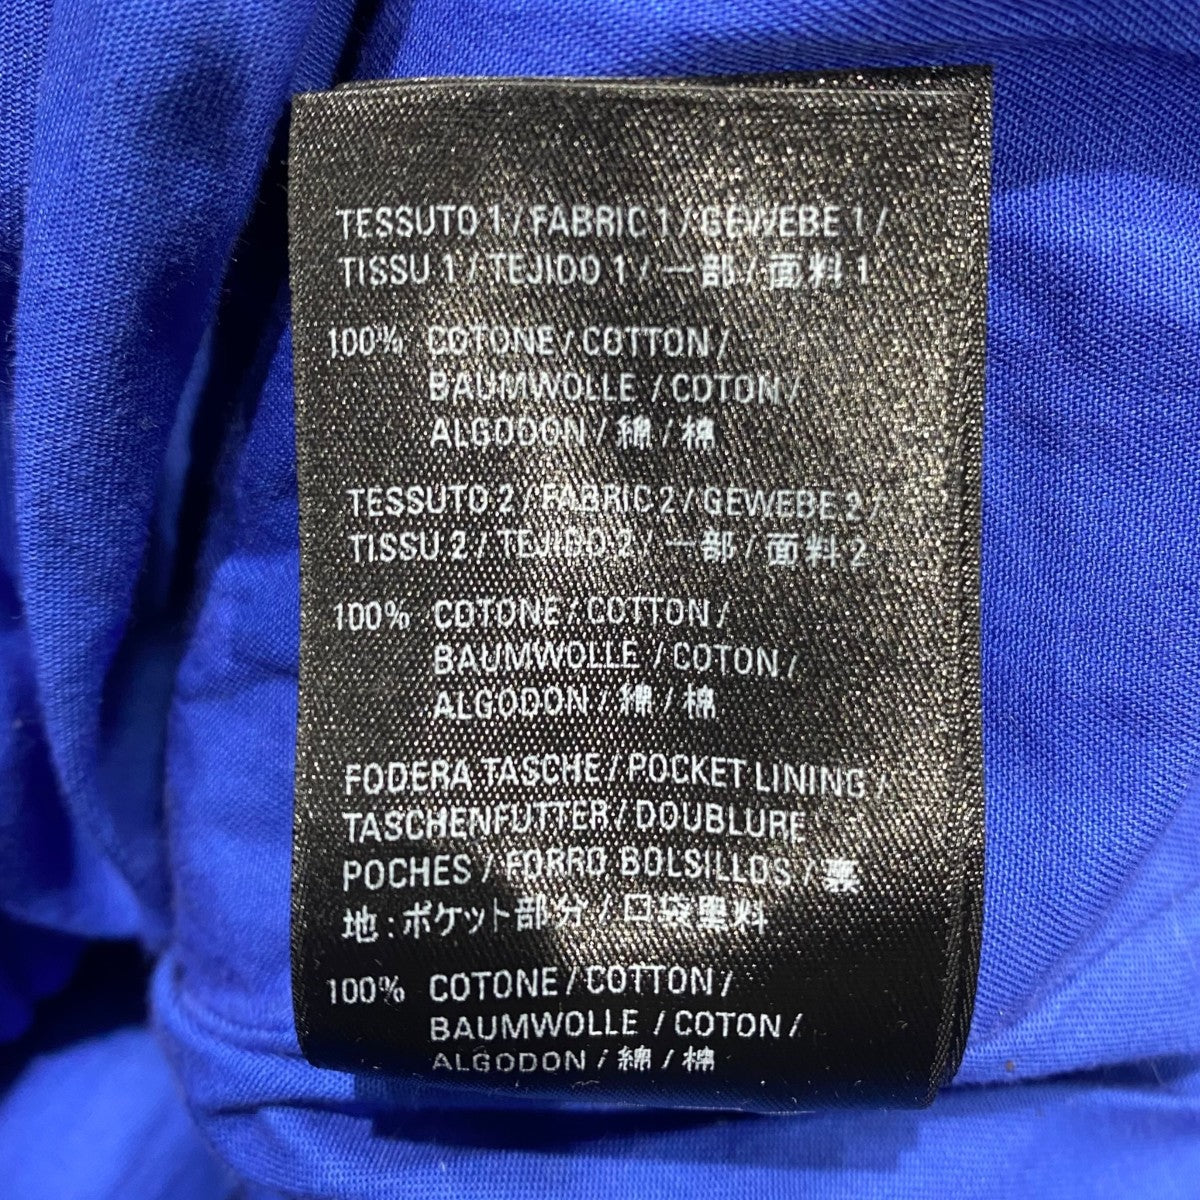 TESSUTO 1 / FABRIC 1 / GEWEBE 1 /
TISSU 1 / TEJIDO 1 / 一部 / 面料 1
100% COTONE / COTTON /
BAUMWOLLE / COTON /
ALGODON / 綿 / 棉
TESSUTO 2 / FABRIC 2 / GEWEBE 2 /
TISSU 2 / TEJIDO 2 / 一部 / 面料 2
100% COTONE / COTTON /
BAUMWOLLE / COTON /
ALGODON / 綿 / 棉
FODERA TASCHE / POCKET LINING /
TASCHENFUTTER / DOUBLURE
POCHES / FORRO BOLSILLOS / 裏
地 : ポケット部分 / 口袋里料
100% COTONE / COTTON /
BAUMWOLLE / COTON /
ALGODON / 綿 / 棉